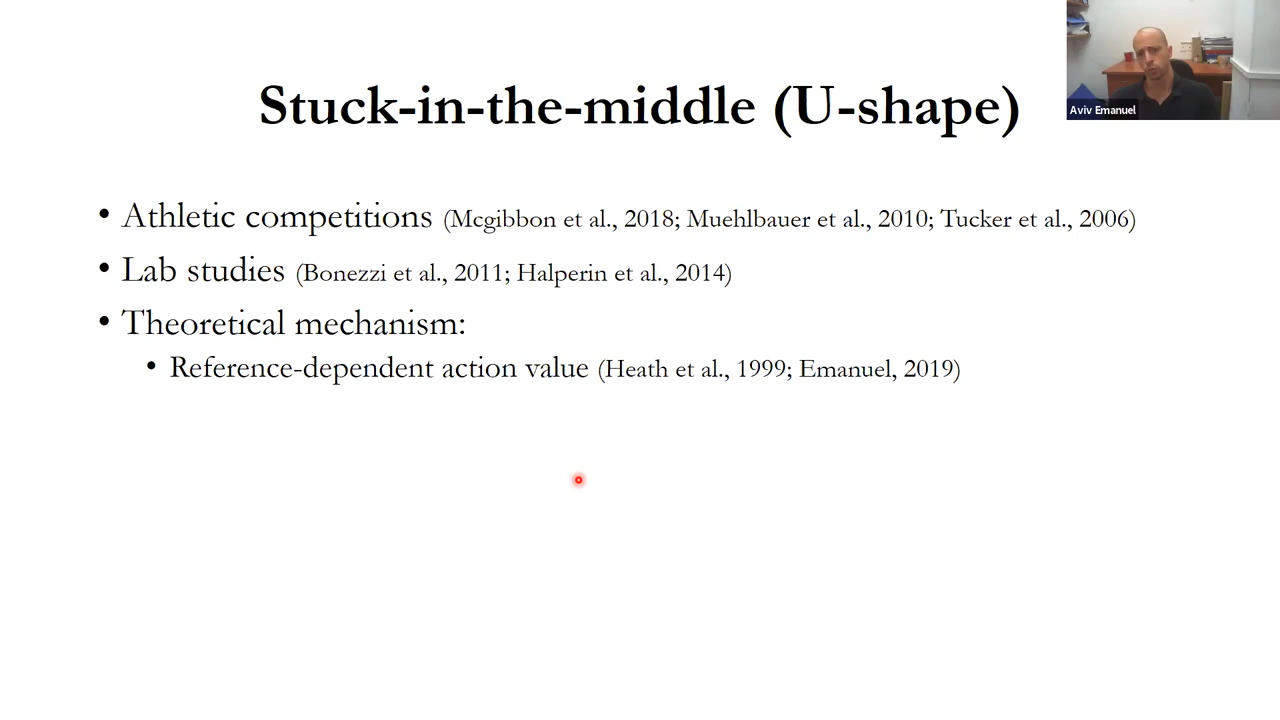 Stuck-in-the-middle (U-shape)
Aviv Emanuel
• Athletic competitions (Mcgibbon et al., 2018; Muehlbauer et al., 2010; Tucker et al., 2006)
• Lab studies (Bonezzi et al., 2011; Halperin et al., 2014)
• Theoretical mechanism:
• Reference-dependent action value (Heath et al., 1999; Emanuel, 2019)